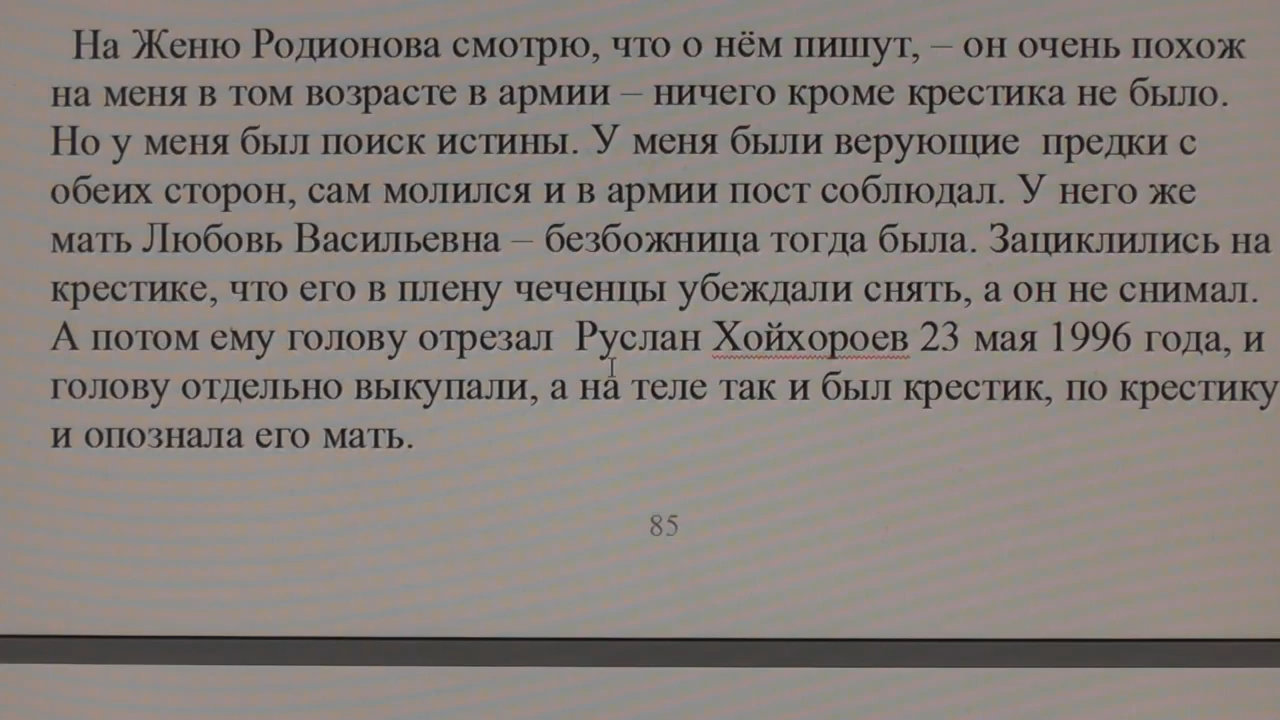 На Женю Родионова смотрю, что о нём пишут, – он очень похож
на меня в том возрасте в армии – ничего кроме крестика не было.
Но у меня был поиск истины. У меня были верующие предки с
обеих сторон, сам молился и в армии пост соблюдал. У него же
мать Любовь Васильевна – безбожница тогда была. Зациклились на
крестике, что его в плену чеченцы убеждали снять, а он не снимал.
А потом ему голову отрезал Руслан Хойхороев 23 мая 1996 года, и
голову отдельно выкупали, а на теле так и был крестик, по крестику
и опознала его мать.
85